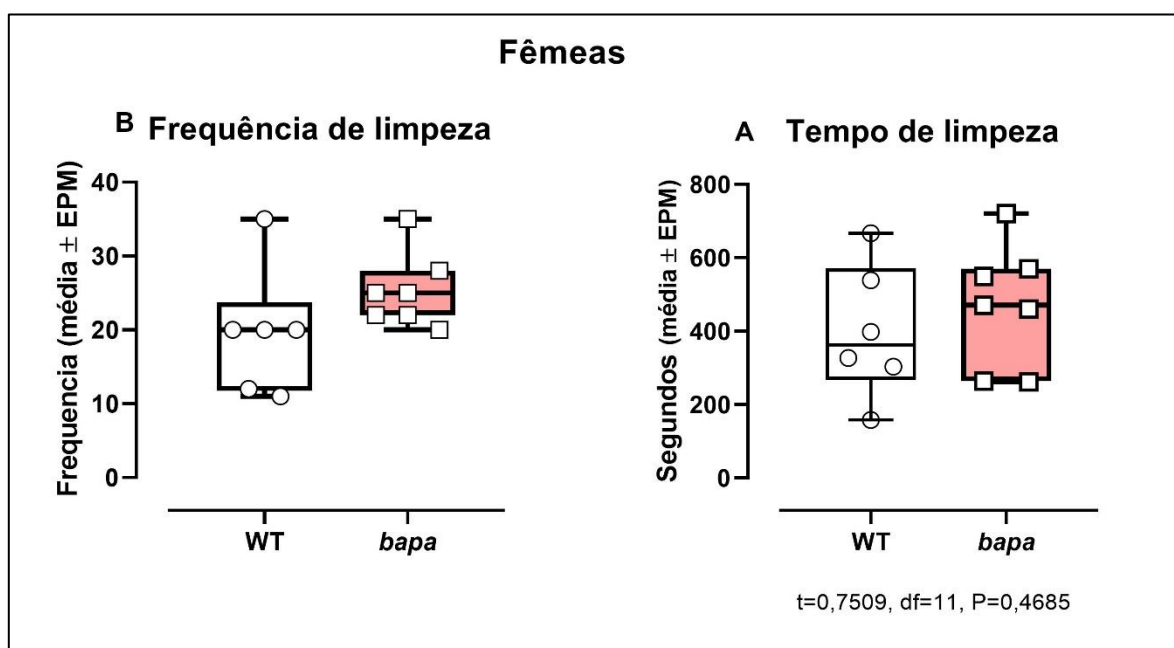 Fêmeas
B Frequência de limpeza
Frequencia (média ± EPM)
40
30
20
10
0
WT
bapa
A Tempo de limpeza
Segundos (média ± EPM)
800
600
400
200
0
WT
bapa
t=0,7509, df=11, P=0,4685